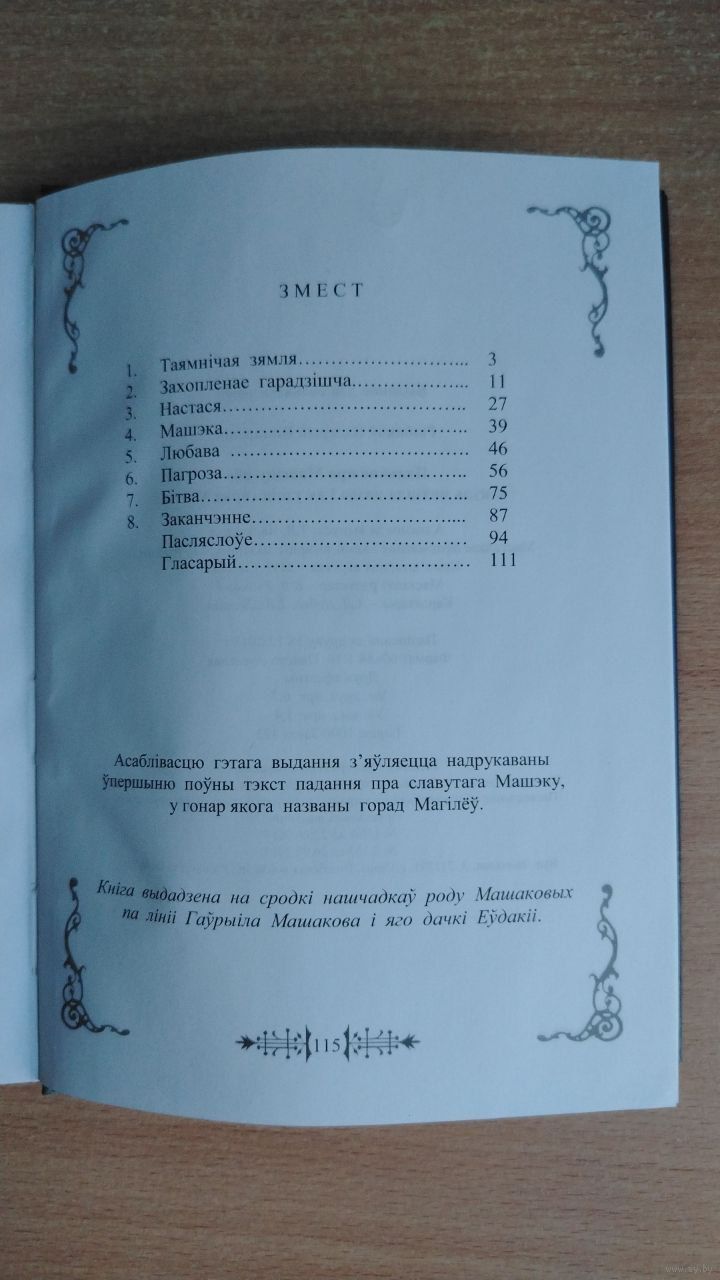 ЗМЕСТ
1. Таямнічая зямля……………………... 3
2. Захопленае гарадзішча………………... 11
3. Настася………………………………….. 27
4. Машэка………………………………….. 39
5. Любава ………………………………….. 46
6. Пагроза………………………………….. 56
7. Бітва……………………………………... 75
8. Заканчэнне……………………………... 87
Пасляслоўе……………………………… 94
Гласарый………………………………… 111
Асаблівасцю гэтага выдання з’яўляецца надрукаваны
ўпершыню поўны тэкст падання пра славутага Машэку,
у гонар якога названы горад Магілёў.
Кніга выдадзена на сродкі нашчадкаў роду Машаковых
па лініі Гаўрыіла Машакова і яго дачкі Еўдакіі.
115